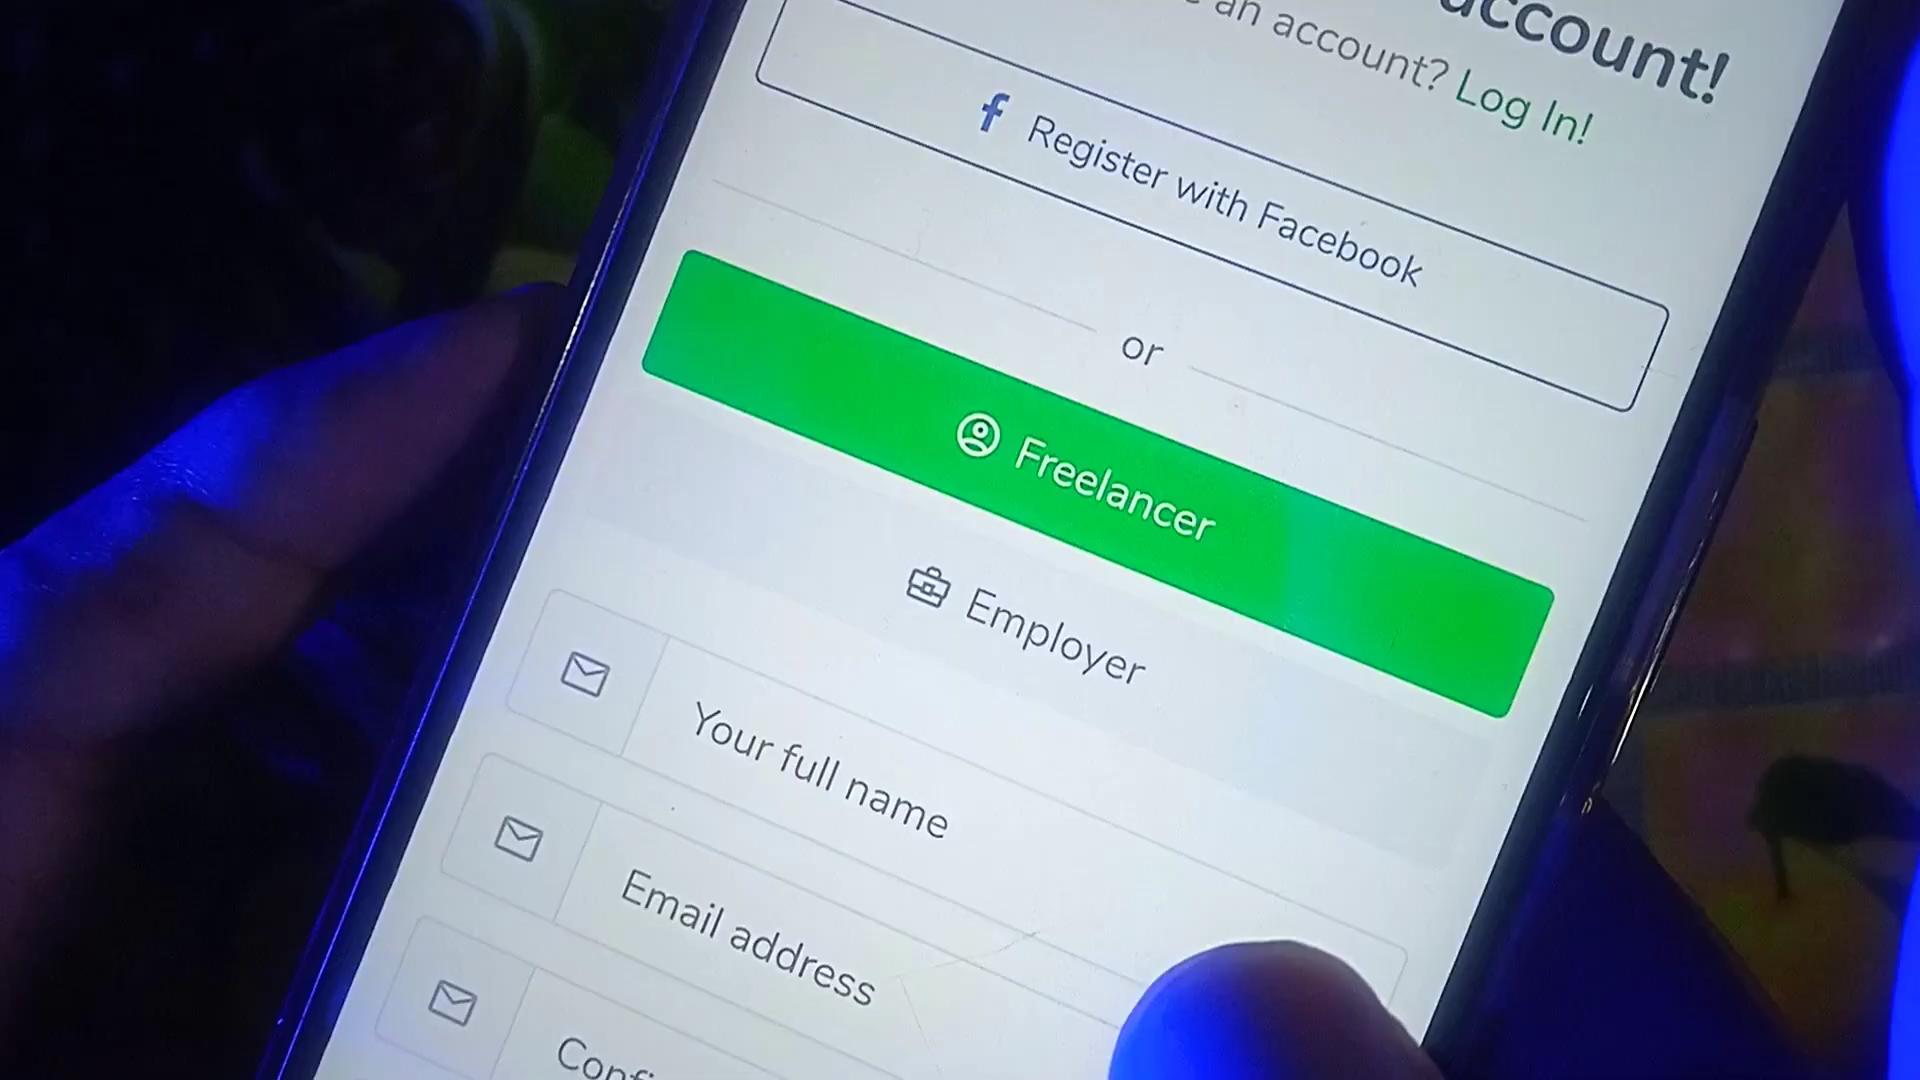 account!
an account? Log In!
Register with Facebook
or
Freelancer
Employer
Your full name
Email address